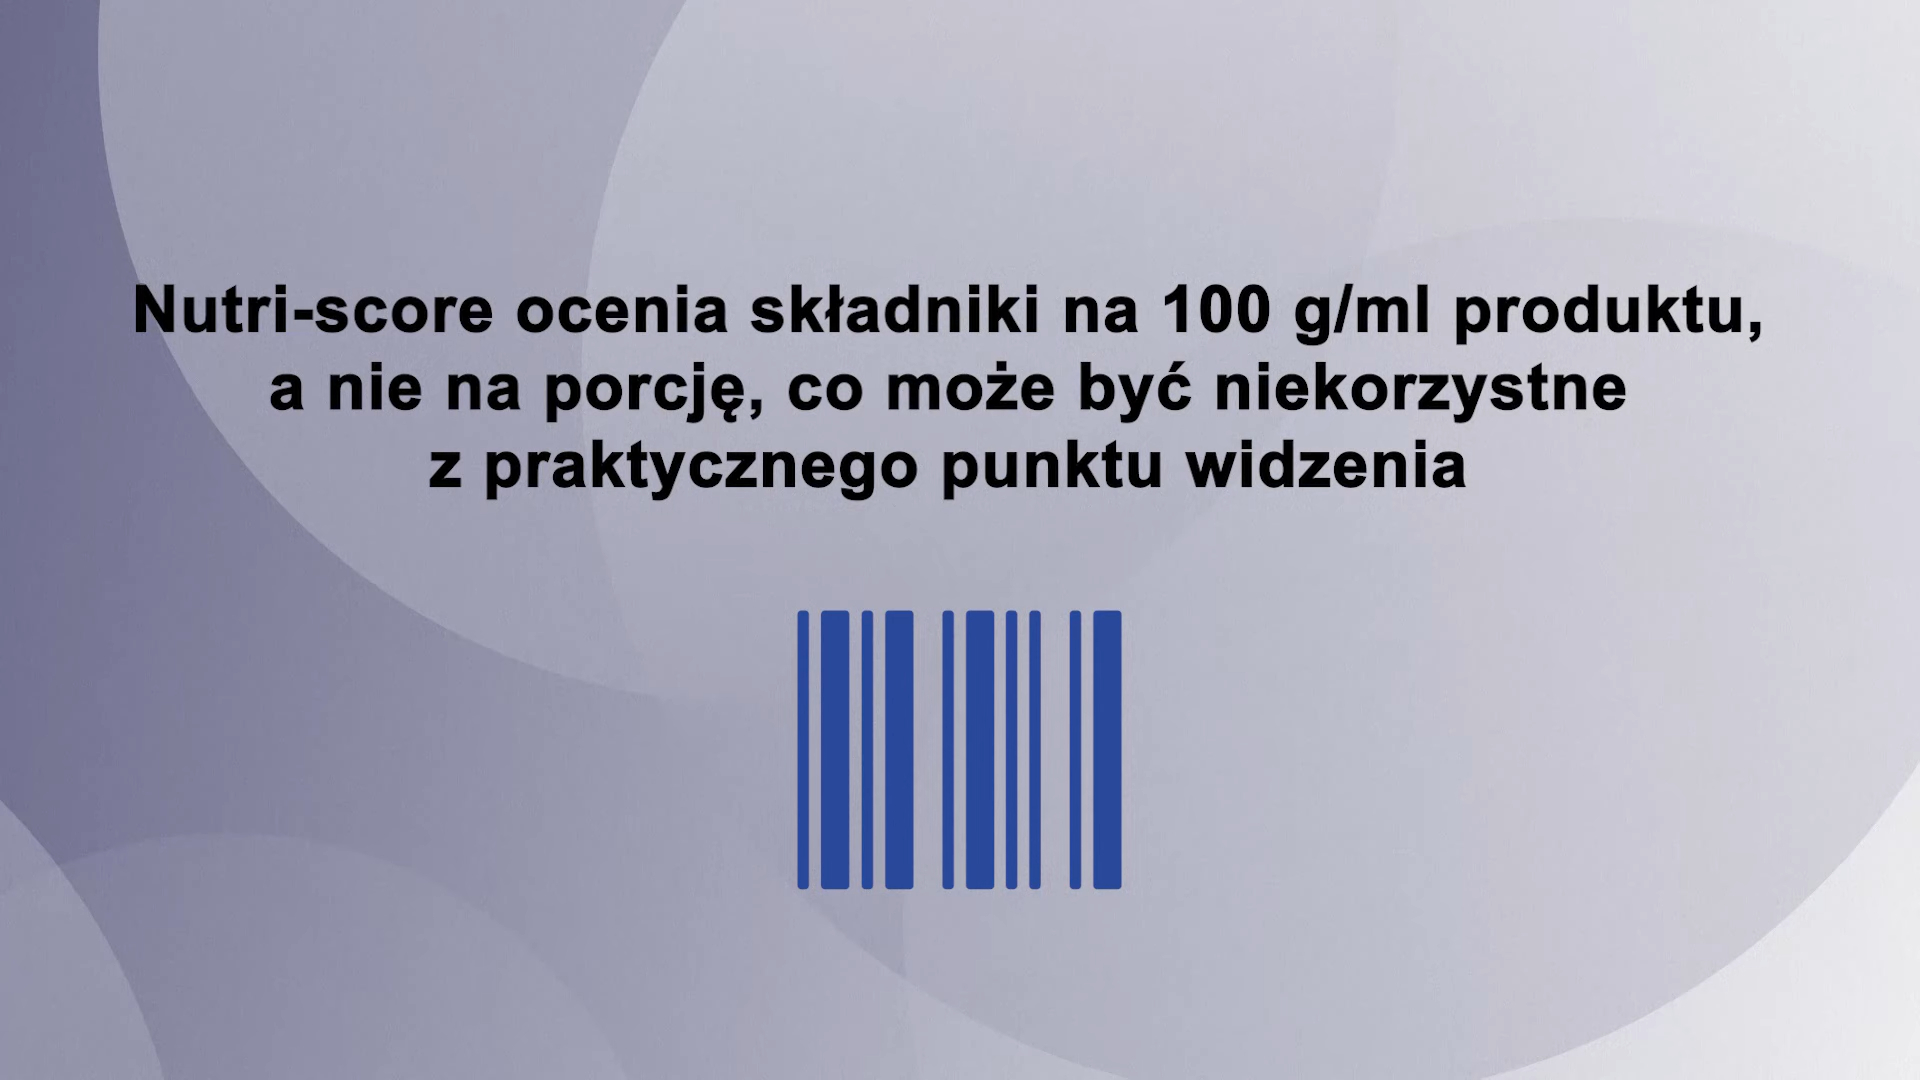 Nutri-score ocenia składniki na 100 g/ml produktu,
a nie na porcję, co może być niekorzystne
z praktycznego punktu widzenia